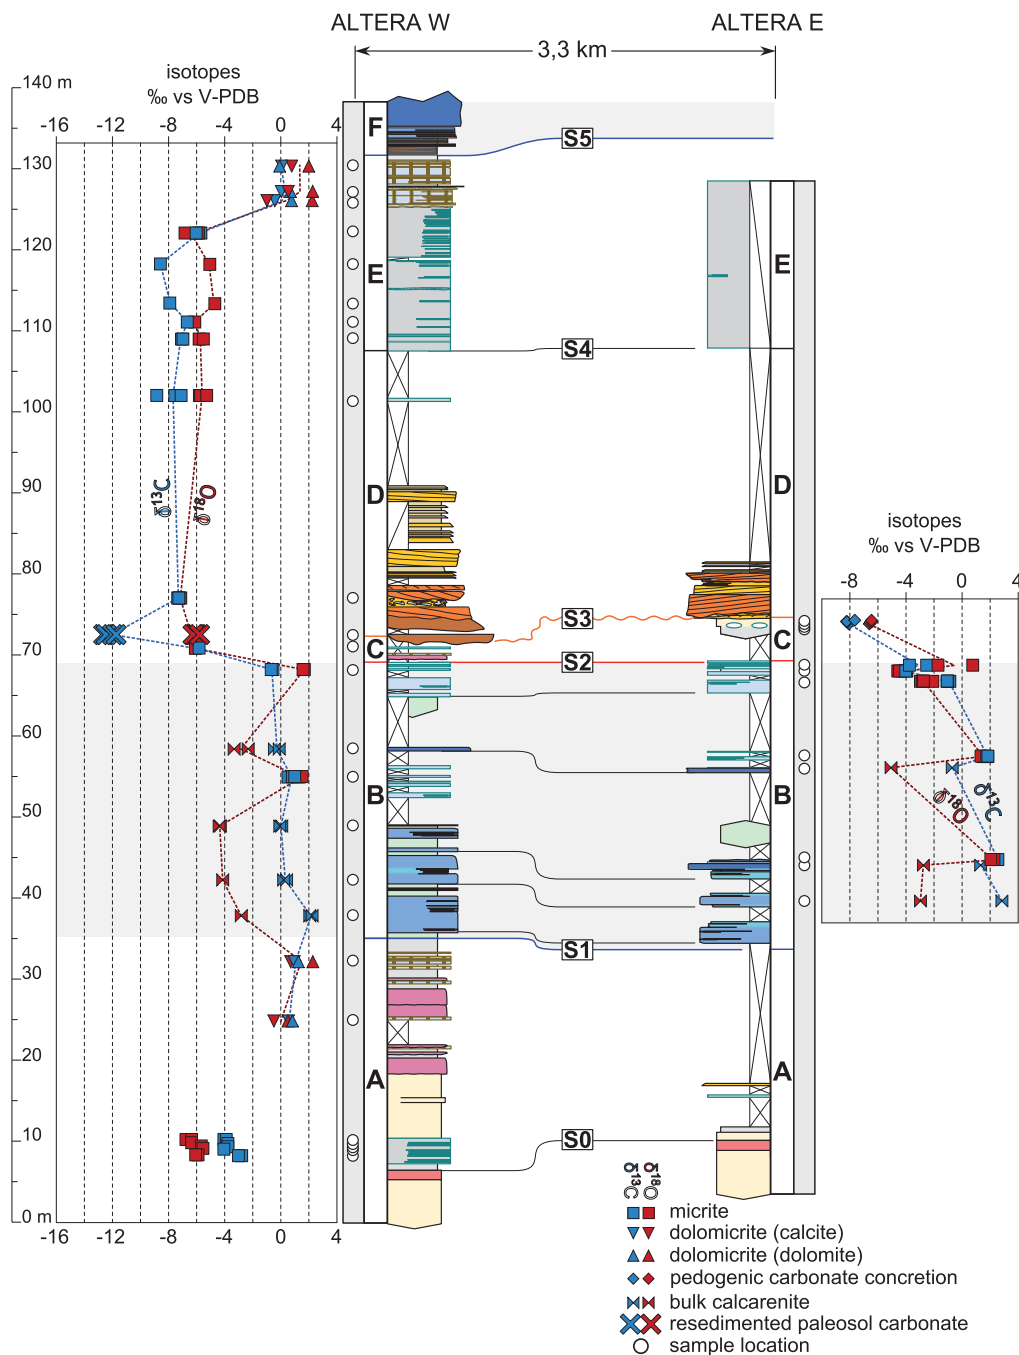 ALTERA W
ALTERA E
3,3 km
140 m
isotopes
‰ vs V-PDB
-16 -12 -8 -4 0 4
130
120
110
100
90
80
70
60
50
40
30
20
10
0 m
-16 -12 -8 -4 0 4
δ13C
δ18O
F
E
D
C
B
A
S5
S4
S3
S2
S1
S0
E
D
C
B
A
isotopes
‰ vs V-PDB
-8 -4 0 4
δ18O
δ13C
δ13C δ18O
micrite
dolomicrite (calcite)
dolomicrite (dolomite)
pedogenic carbonate concretion
bulk calcarenite
resedimented paleosol carbonate
sample location